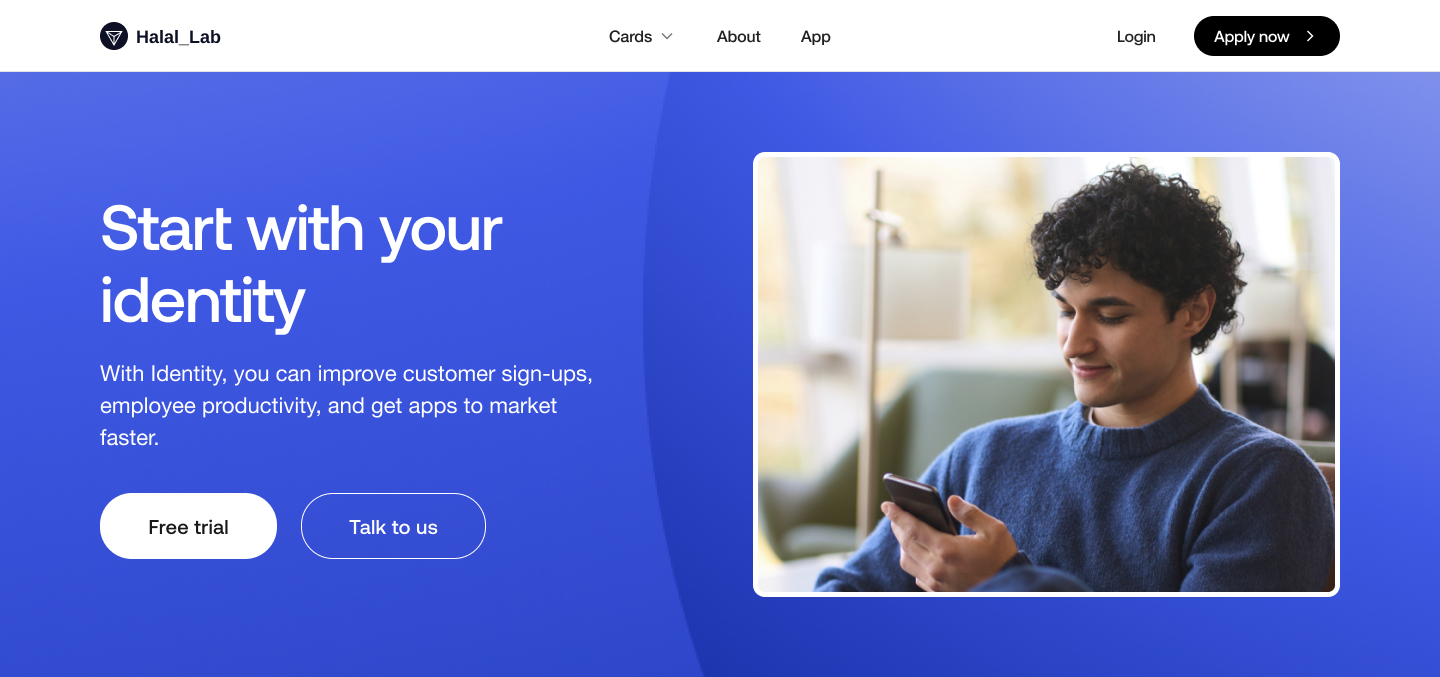 Halal_Lab
Cards
About
App
Login
Apply now
Start with your
identity
With Identity, you can improve customer sign-ups,
employee productivity, and get apps to market
faster.
Free trial
Talk to us